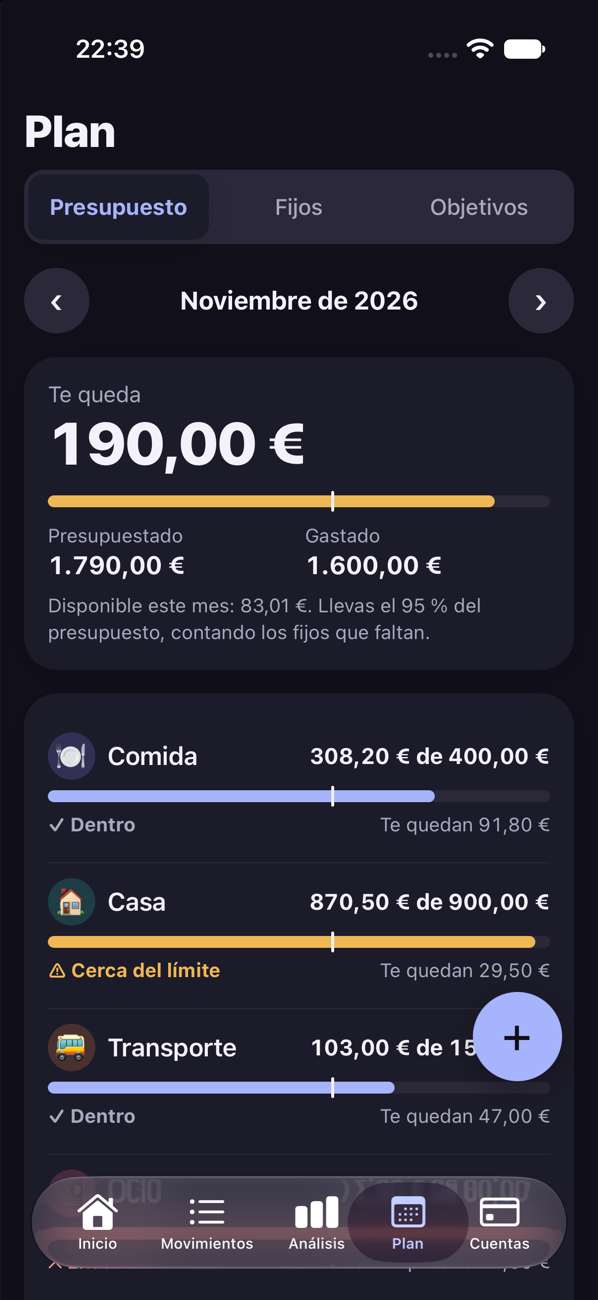 22:39
Plan
Presupuesto Fijos Objetivos
‹ Noviembre de 2026 ›
Te queda
190,00 €
Presupuestado Gastado
1.790,00 € 1.600,00 €
Disponible este mes: 83,01 €. Llevas el 95 % del
presupuesto, contando los fijos que faltan.
Comida 308,20 € de 400,00 €
Dentro Te quedan 91,80 €
Casa 870,50 € de 900,00 €
Cerca del límite Te quedan 29,50 €
Transporte 103,00 € de 15
+
Dentro Te quedan 47,00 €
Inicio Movimientos Análisis Plan Cuentas